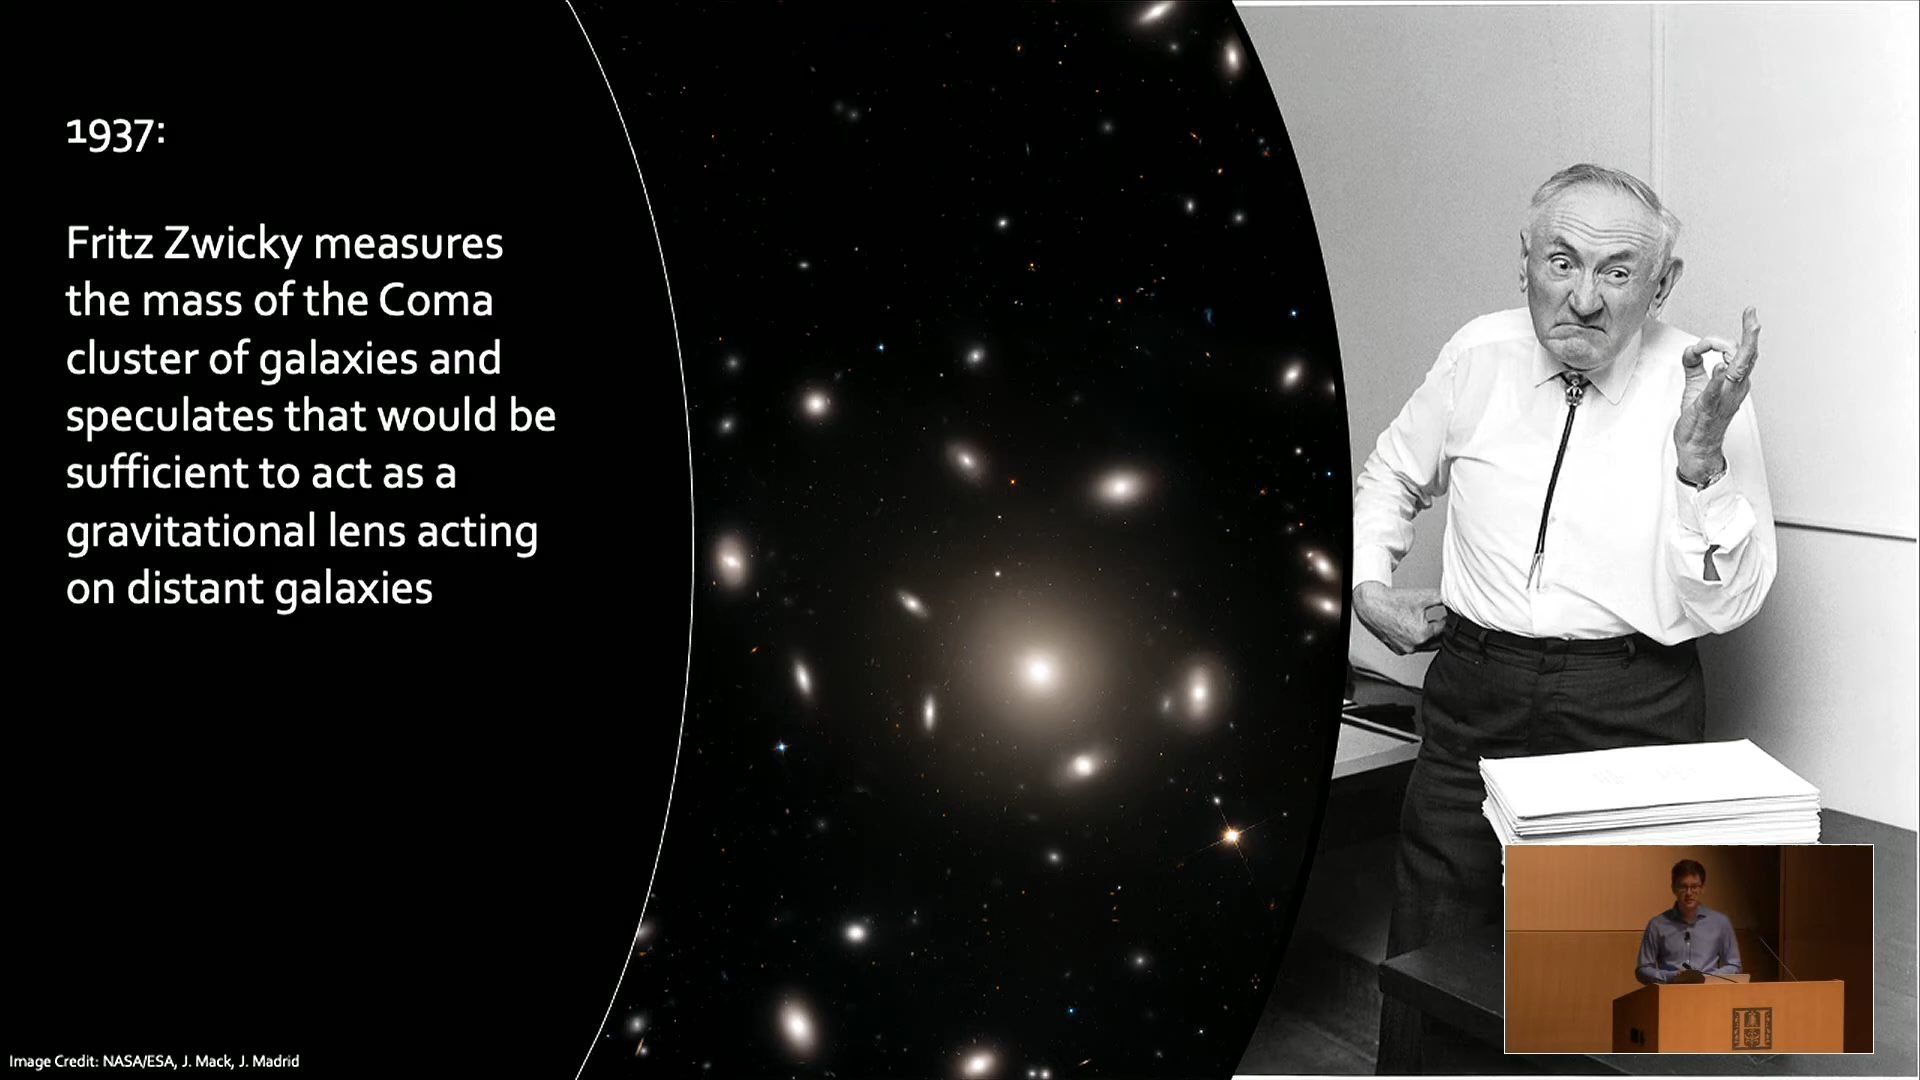 1937:
Fritz Zwicky measures
the mass of the Coma
cluster of galaxies and
speculates that would be
sufficient to act as a
gravitational lens acting
on distant galaxies
Image Credit: NASA/ESA, J. Mack, J. Madrid